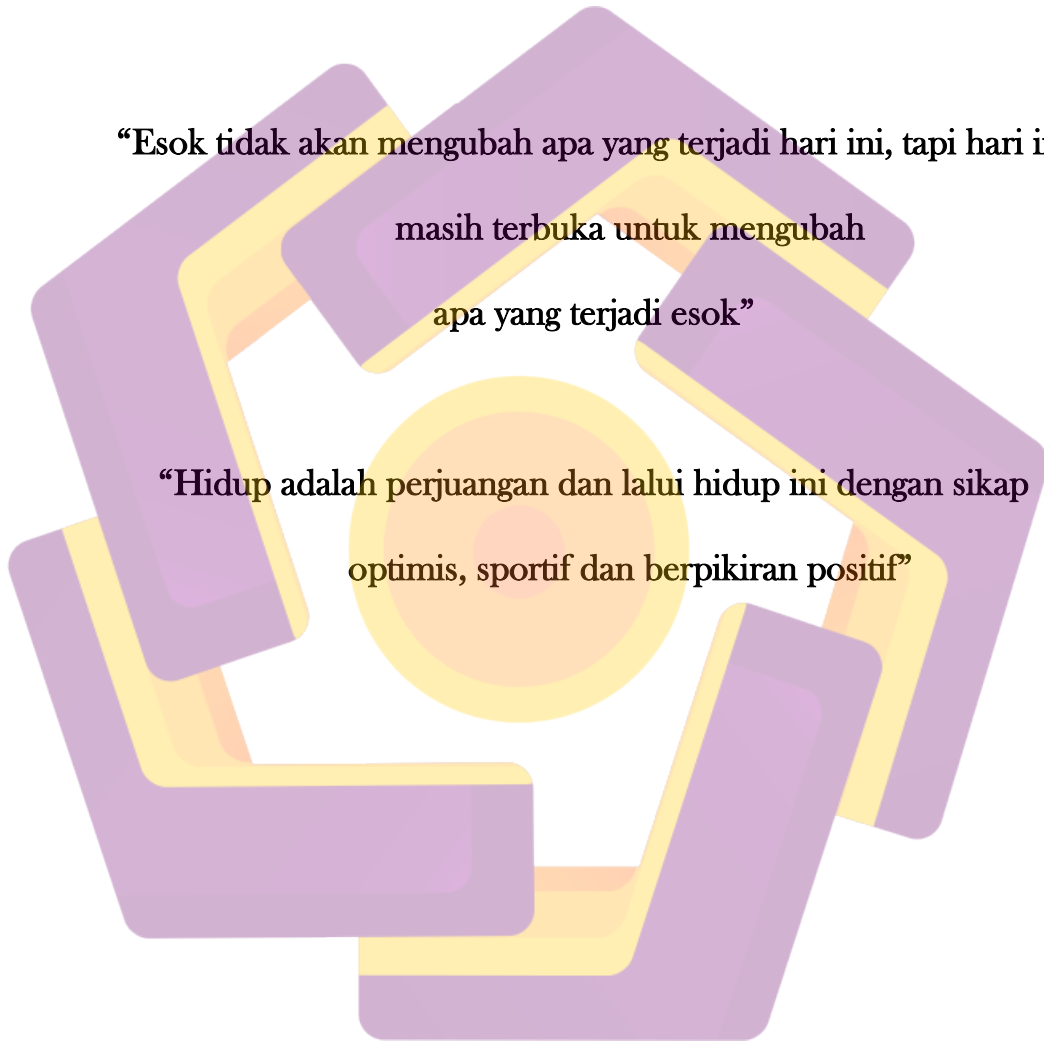 “Esok tidak akan mengubah apa yang terjadi hari ini, tapi hari
masih terbuka untuk mengubah
apa yang terjadi esok”
“Hidup adalah perjuangan dan lalui hidup ini dengan sikap
optimis, sportif dan berpikiran positif”